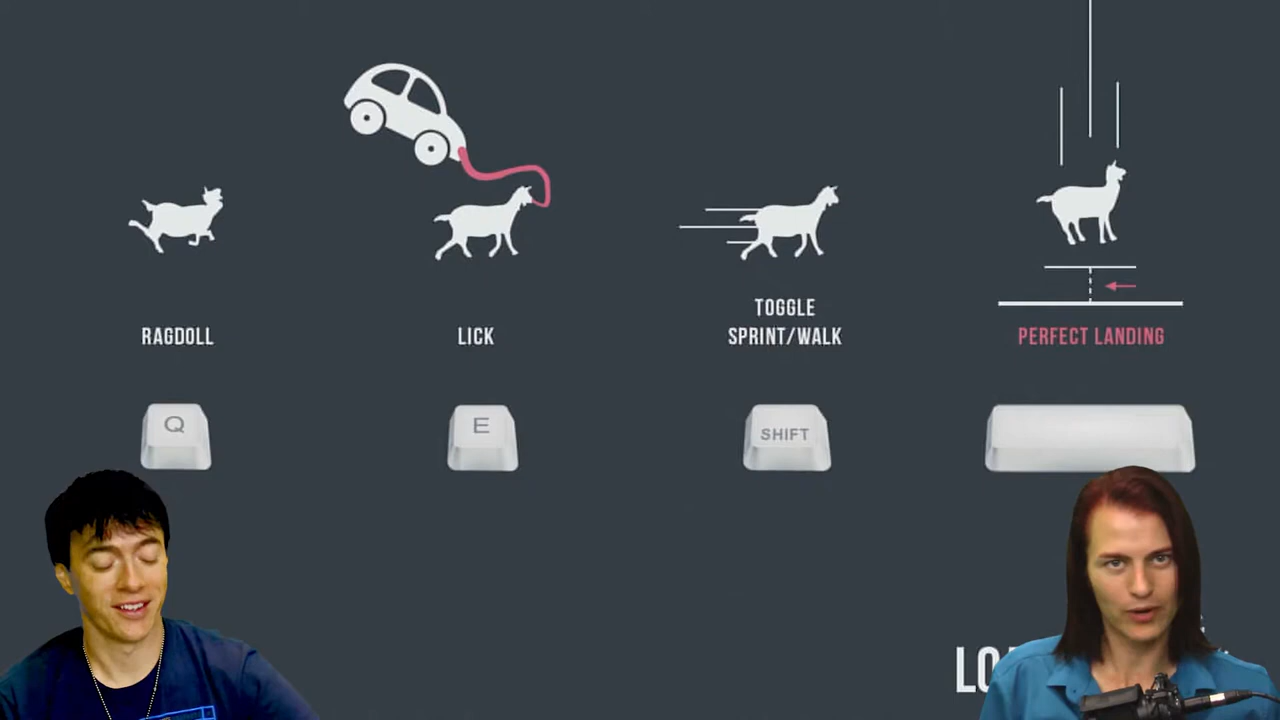 RAGDOLL
LICK
TOGGLE
SPRINT/WALK
PERFECT LANDING
Q
E
SHIFT